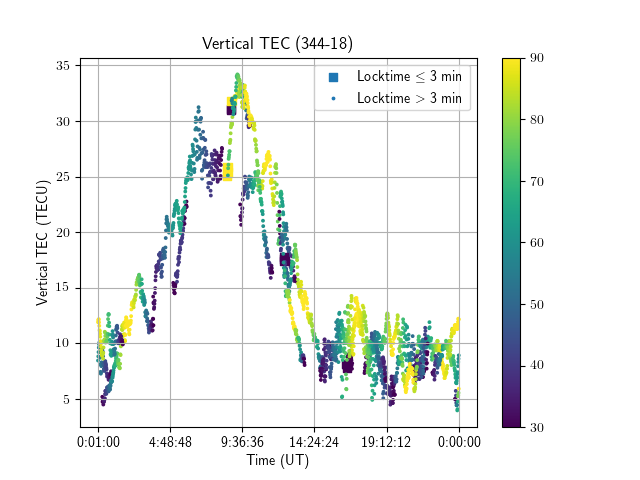 Vertical TEC (344-18)
35
30
25
20
15
10
5
Vertical TEC (TECU)
Locktime ≤ 3 min
Locktime > 3 min
0:01:00 4:48:48 9:36:36 14:24:24 19:12:12 0:00:00
Time (UT)
90
80
70
60
50
40
30